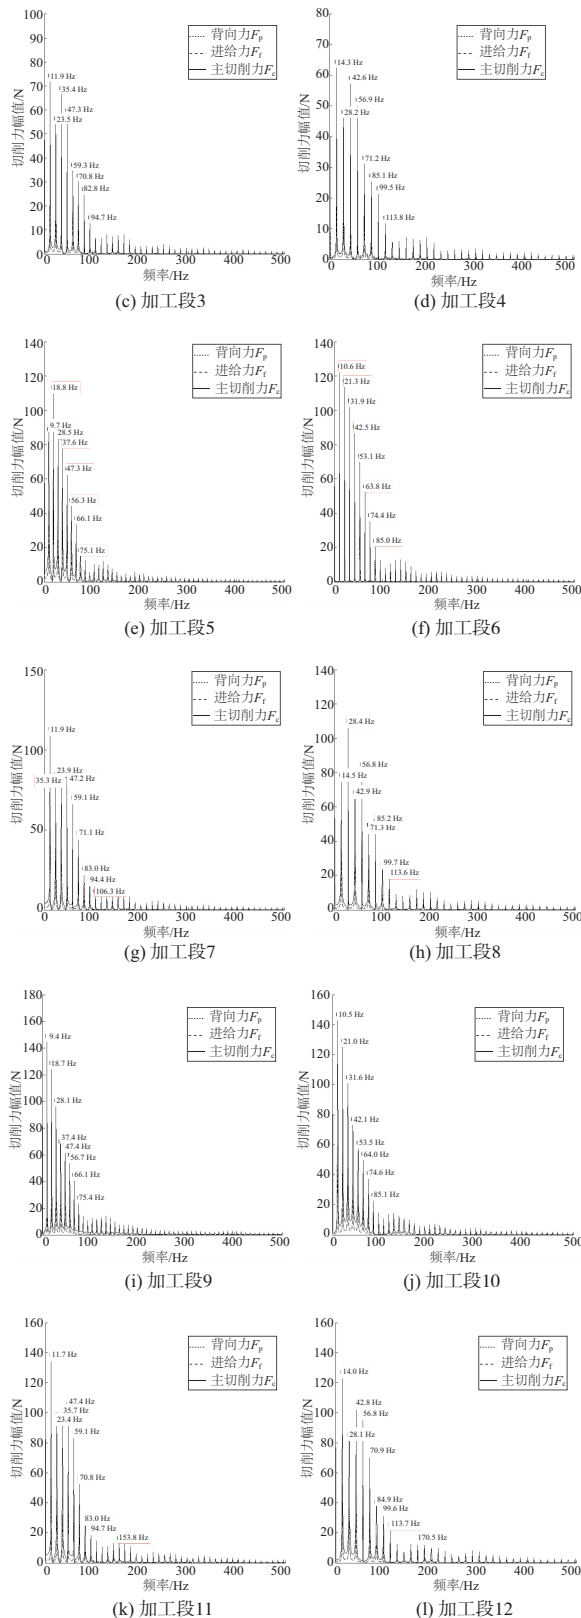 100
90
80
70
60
50
40
30
20
10
0
切削力幅值/N
背向力Fp
进给力Ff
主切削力Fc
11.9 Hz
35.4 Hz
47.3 Hz
23.5 Hz
59.3 Hz
70.8 Hz
82.8 Hz
94.7 Hz
0 100 200 300 400 500
频率/Hz
(c) 加工段3
80
70
60
50
40
30
20
10
0
切削力幅值/N
背向力Fp
进给力Ff
主切削力Fc
14.3 Hz
42.6 Hz
56.9 Hz
28.2 Hz
71.2 Hz
85.1 Hz
99.5 Hz
113.8 Hz
0 100 200 300 400 500
频率/Hz
(d) 加工段4
140
120
100
80
60
40
20
0
切削力幅值/N
背向力Fp
进给力Ff
主切削力Fc
18.8 Hz
9.7 Hz
28.5 Hz
37.6 Hz
47.3 Hz
56.3 Hz
66.1 Hz
75.1 Hz
0 100 200 300 400 500
频率/Hz
(e) 加工段5
140
120
100
80
60
40
20
0
切削力幅值/N
背向力Fp
进给力Ff
主切削力Fc
10.6 Hz
21.3 Hz
31.9 Hz
42.5 Hz
53.1 Hz
63.8 Hz
74.4 Hz
85.0 Hz
0 100 200 300 400 500
频率/Hz
(f) 加工段6
150
100
50
0
切削力幅值/N
背向力Fp
进给力Ff
主切削力Fc
11.9 Hz
23.9 Hz
35.3 Hz
47.2 Hz
59.1 Hz
71.1 Hz
83.0 Hz
94.4 Hz
106.3 Hz
0 100 200 300 400 500
频率/Hz
(g) 加工段7
140
120
100
80
60
40
20
0
切削力幅值/N
背向力Fp
进给力Ff
主切削力Fc
28.4 Hz
56.8 Hz
14.5 Hz
42.9 Hz
85.2 Hz
71.3 Hz
99.7 Hz
113.6 Hz
0 100 200 300 400 500
频率/Hz
(h) 加工段8
180
160
140
120
100
80
60
40
20
0
切削力幅值/N
背向力Fp
进给力Ff
主切削力Fc
9.4 Hz
18.7 Hz
28.1 Hz
37.4 Hz
47.4 Hz
56.7 Hz
66.1 Hz
75.4 Hz
0 100 200 300 400 500
频率/Hz
(i) 加工段9
160
140
120
100
80
60
40
20
0
切削力幅值/N
背向力Fp
进给力Ff
主切削力Fc
10.5 Hz
21.0 Hz
31.6 Hz
42.1 Hz
53.5 Hz
64.0 Hz
74.6 Hz
85.1 Hz
0 100 200 300 400 500
频率/Hz
(j) 加工段10
160
140
120
100
80
60
40
20
0
切削力幅值/N
背向力Fp
进给力Ff
主切削力Fc
11.7 Hz
47.4 Hz
35.7 Hz
23.4 Hz
59.1 Hz
70.8 Hz
83.0 Hz
94.7 Hz
153.8 Hz
0 100 200 300 400 500
频率/Hz
(k) 加工段11
160
140
120
100
80
60
40
20
0
切削力幅值/N
背向力Fp
进给力Ff
主切削力Fc
14.0 Hz
42.8 Hz
56.8 Hz
28.1 Hz
70.9 Hz
84.9 Hz
99.6 Hz
113.7 Hz
170.5 Hz
0 100 200 300 400 500
频率/Hz
(l) 加工段12